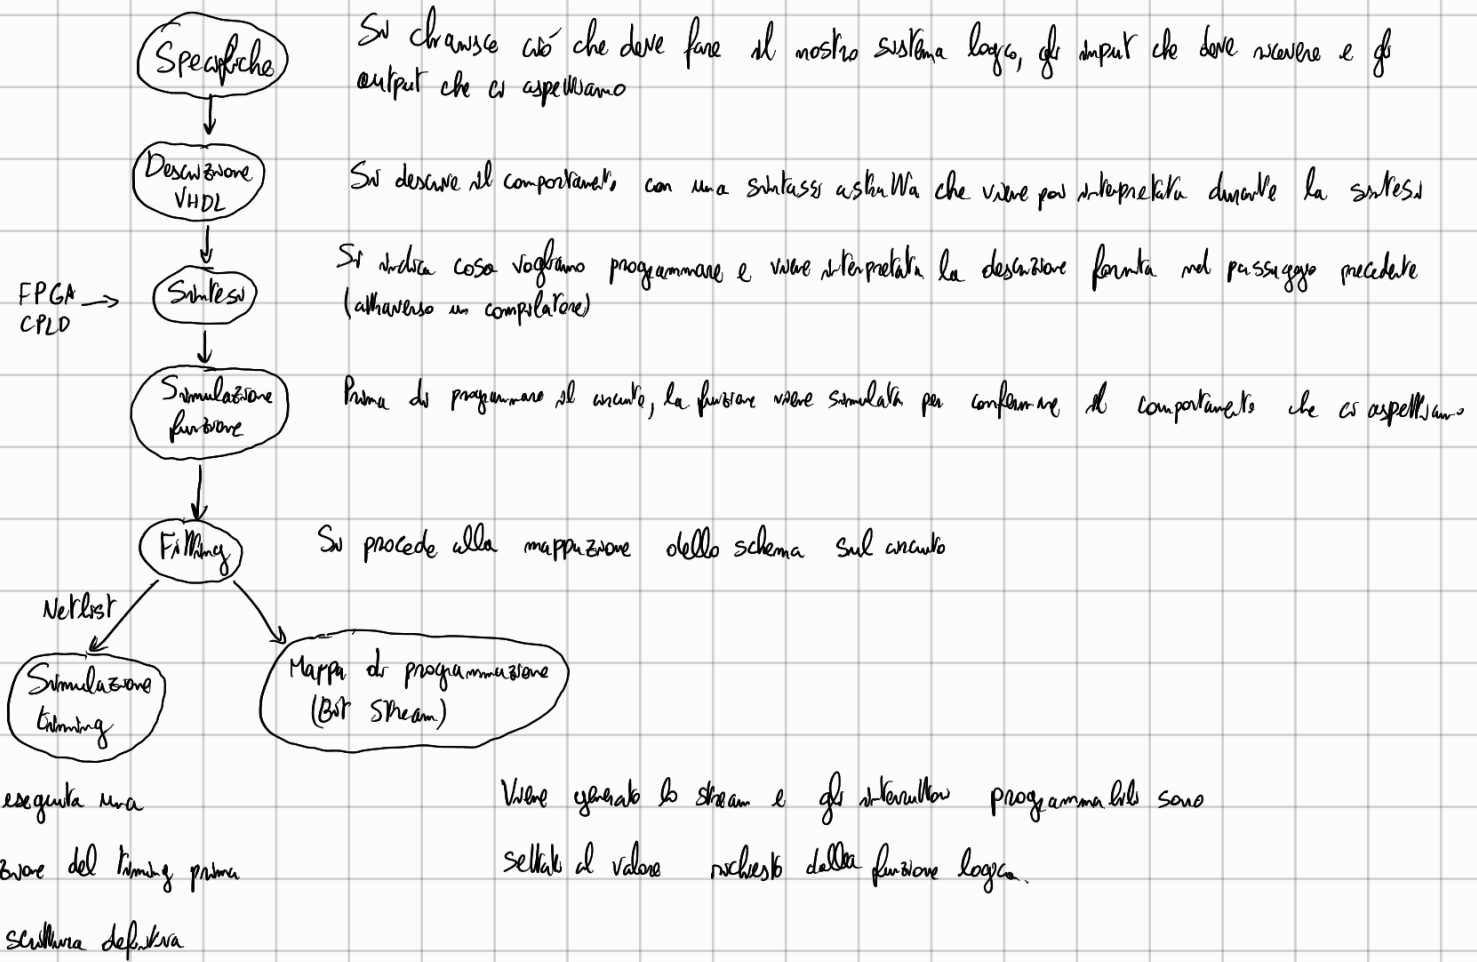 Specifiche
Si chiarisce ciò che deve fare il nostro sistema logico, gli input che deve ricevere e gli
output che ci aspettiamo
Descrizione
VHDL
Si descrive il comportamento con una sintassi astratta che viene poi interpretata durante la sintesi
FPGA
CPLD
Sintesi
Si indica cosa vogliamo programmare e viene interpretata la descrizione fornita nel passaggio precedente
(attraverso un compilatore)
Simulazione
funzione
Prima di programmare il circuito, la funzione viene simulata per confermare il comportamento che ci aspettiamo
Fitting
Si procede alla mappazione dello schema sul circuito
Netlist
Simulazione
timing
Mappa di programmazione
(Bit Stream)
eseguita una
zione del timing prima
scrittura definitiva
Viene generato lo stream e gli interruttori programmabili sono
settati al valore richiesto dalla funzione logica.